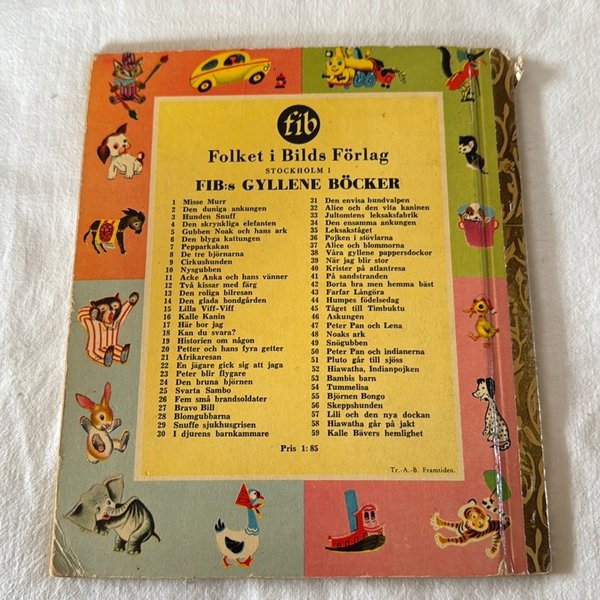 fib
Folket i Bilds Förlag
STOCKHOLM 1
FIB:s GYLLENE BÖCKER
1 Misse Murr
2 Den duniga ankungen
3 Hunden Snuff
4 Den skrynkliga elefanten
5 Gubben Noak och hans ark
6 Den blyga kattungen
7 Pepparkakan
8 De tre björnarna
9 Cirkushunden
10 Nysgubben
11 Acke Anka och hans vänner
12 Två kissar med färg
13 Den roliga bilresan
14 Den glada bondgården
15 Lilla Viff-Viff
16 Kalle Kanin
17 Här bor jag
18 Kan du svara?
19 Historien om någon
20 Petter och hans fyra getter
21 Afrikaresan
22 En jägare gick sig att jaga
23 Peter blir flygare
24 Den bruna björnen
25 Svarta Sambo
26 Fem små brandsoldater
27 Bravo Bill
28 Blomgubbarna
29 Snuffe sjukhusgrisen
30 I djurens barnkammare
31 Den envisa hundvalpen
32 Alice och den vita kaninen
33 Jultomtens leksaksfabrik
34 Den ensamma ankungen
35 Leksakståget
36 Pojken i stövlarna
37 Alice och blommorna
38 Våra gyllene pappersdockor
39 När jag blir stor
40 Krister på atlantresa
41 På sandstranden
42 Borta bra men hemma bäst
43 Farfar Långöra
44 Humpes födelsedag
45 Tåget till Timbuktu
46 Askungen
47 Peter Pan och Lena
48 Noaks ark
49 Snögubben
50 Peter Pan och indianerna
51 Pluto går till sjöss
52 Hiawatha, Indianpojken
53 Bambis barn
54 Tummelisa
55 Björnen Bongo
56 Skeppshunden
57 Lili och den nya dockan
58 Hiawatha går på jakt
59 Kalle Bävers hemlighet
Pris 1:85
Tr.-A.-B. Framtiden.